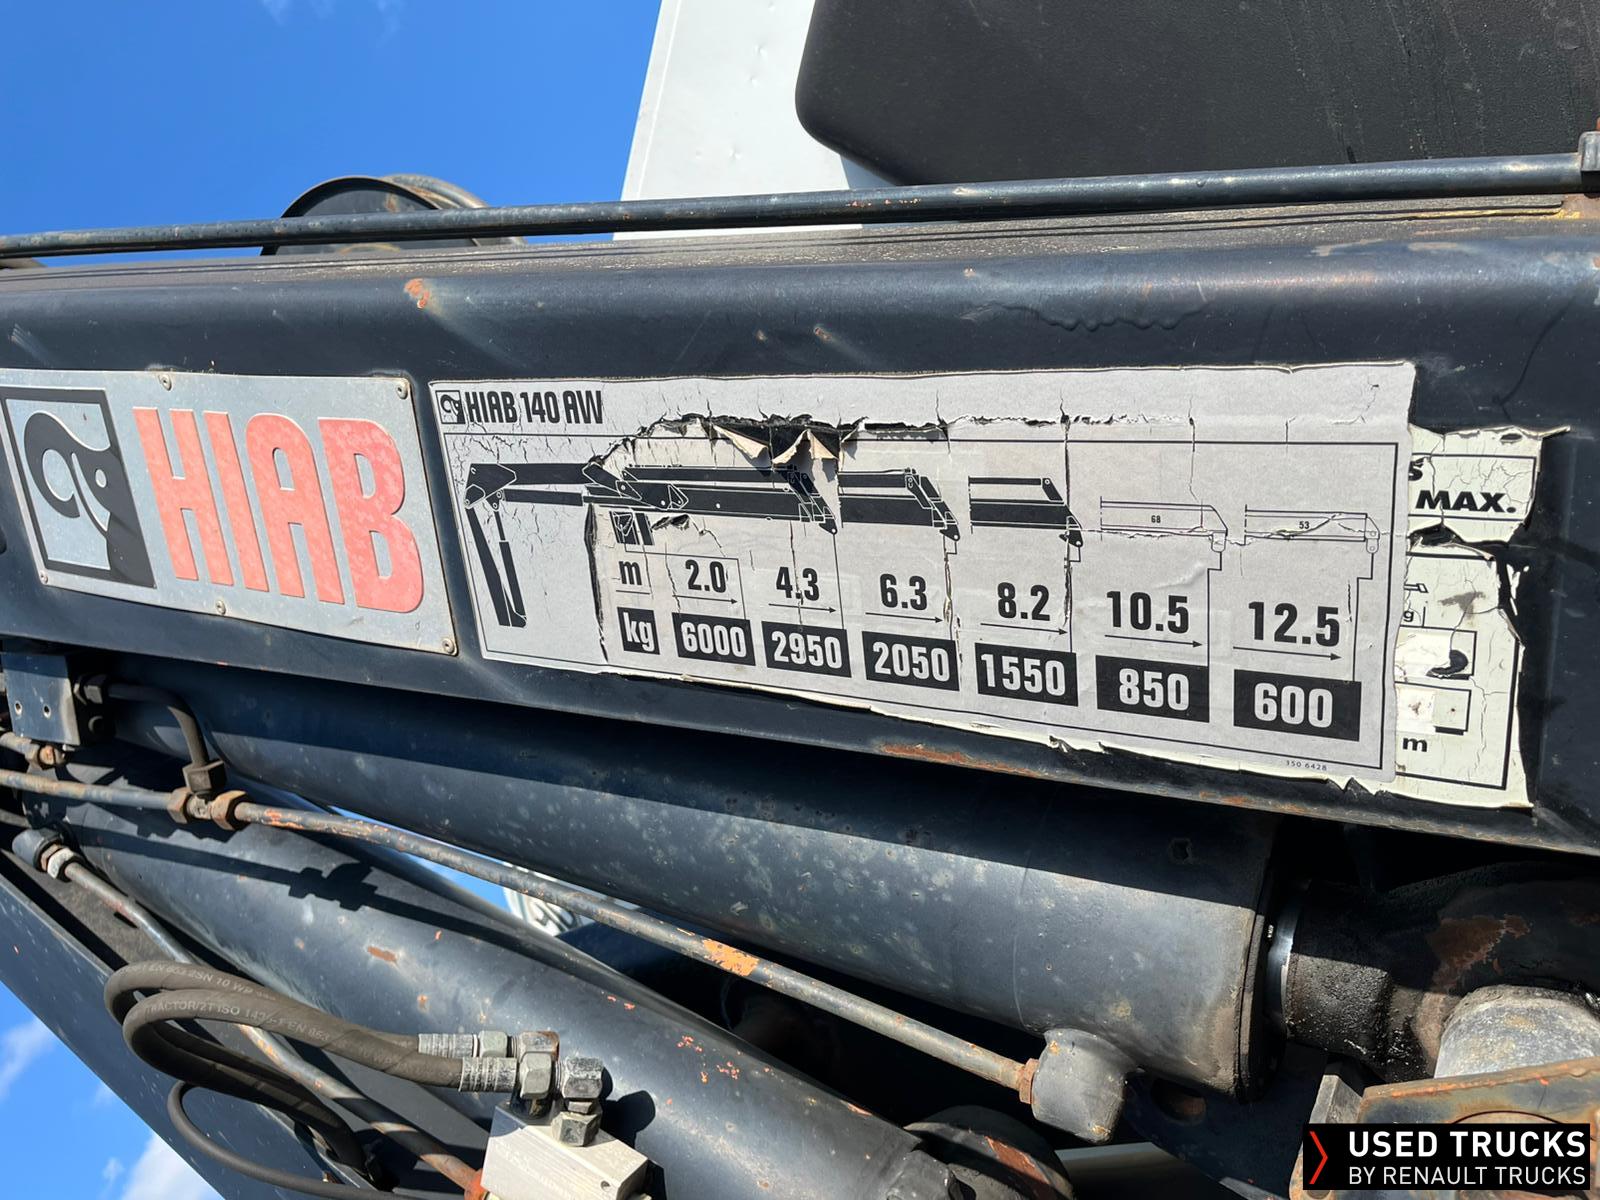 HIAB
HIAB 140 AW
S
MAX.
68
53
m 2.0 4.3 6.3 8.2 10.5 12.5
kg 6000 2950 2050 1550 850 600
g
m
350 6428
USED TRUCKS
BY RENAULT TRUCKS